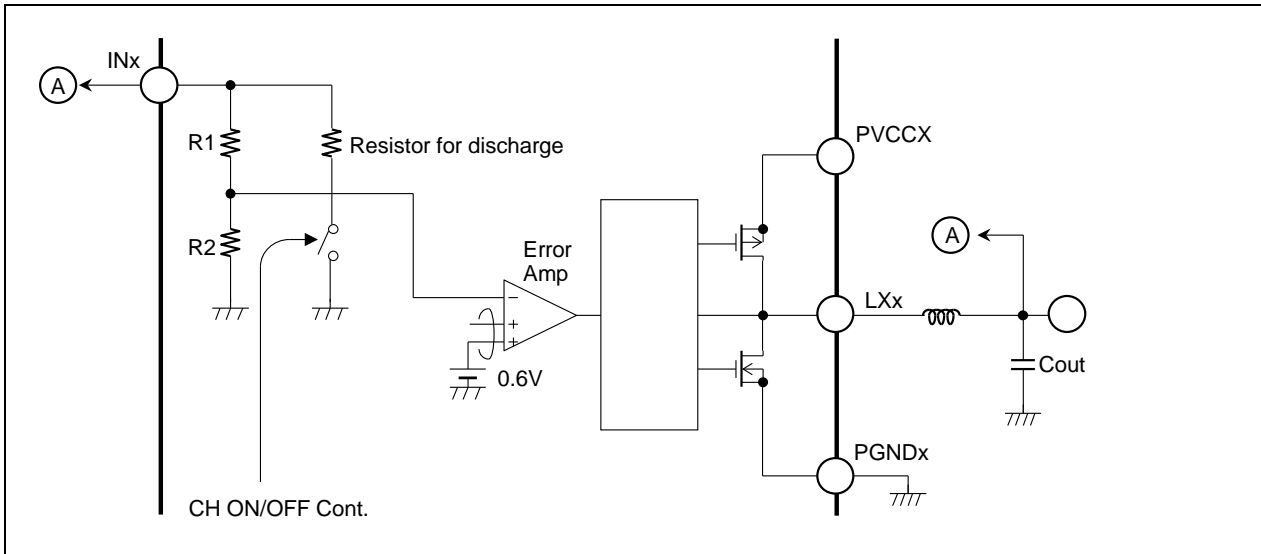 INx
A
R1
Resistor for discharge
PVCCX
R2
A
Error
Amp
LXx
−
+
+
0.6V
Cout
PGNDx
CH ON/OFF Cont.